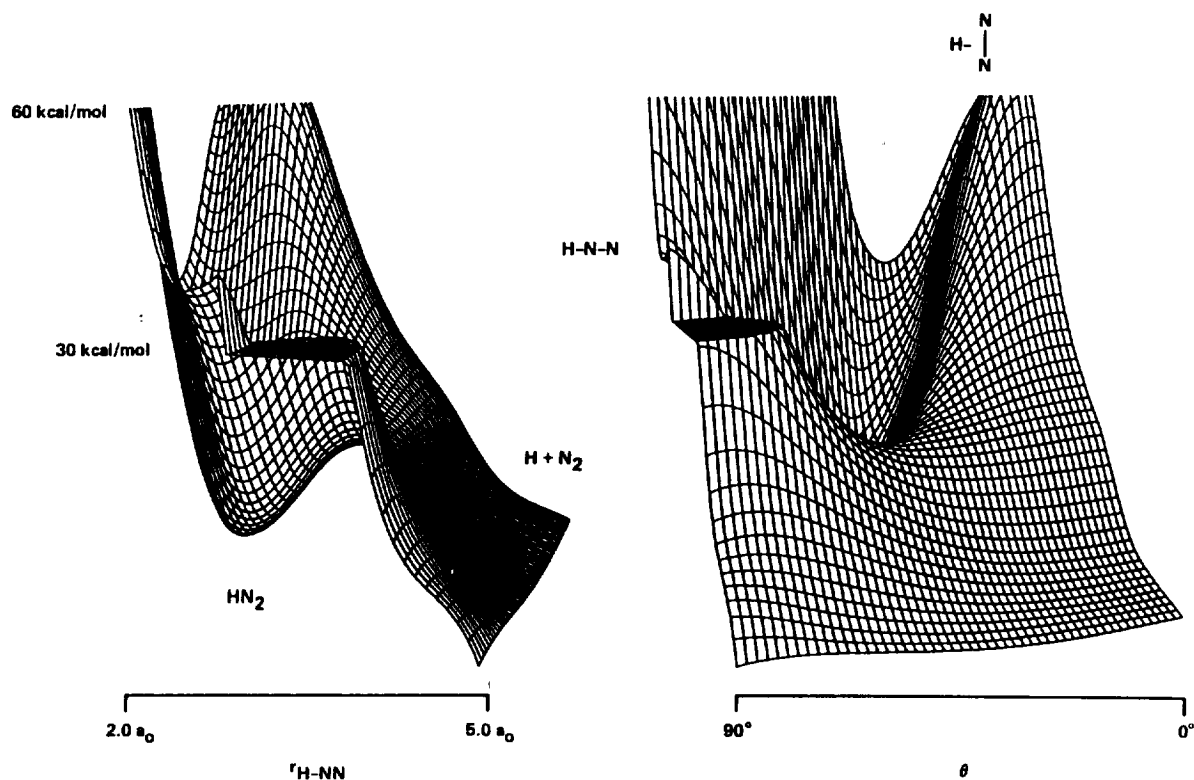 60 kcal/mol
30 kcal/mol
HN2
H + N2
2.0 ao
5.0 ao
rH-NN
N
H-
N
H-N-N
90°
0°
θ